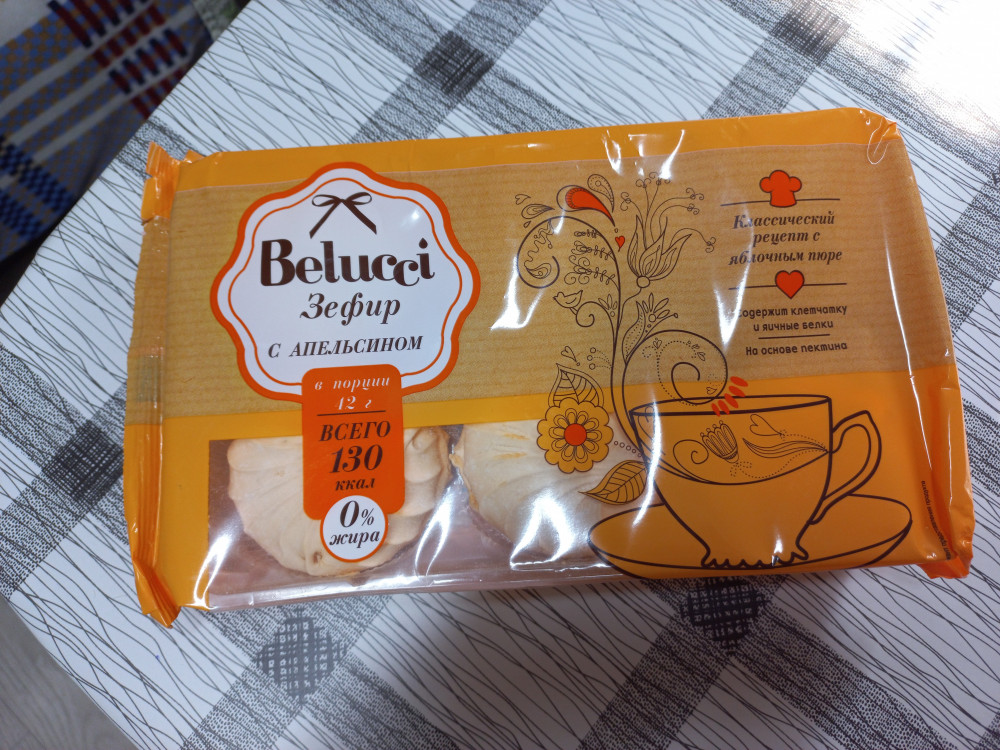 Belucci
Зефир
С АПЕЛЬСИНОМ
в порции
42 г
ВСЕГО
130
ккал
0%
жира
Классический
рецепт с
яблочным пюре
содержит клетчатку
и яичные белки
На основе пектина